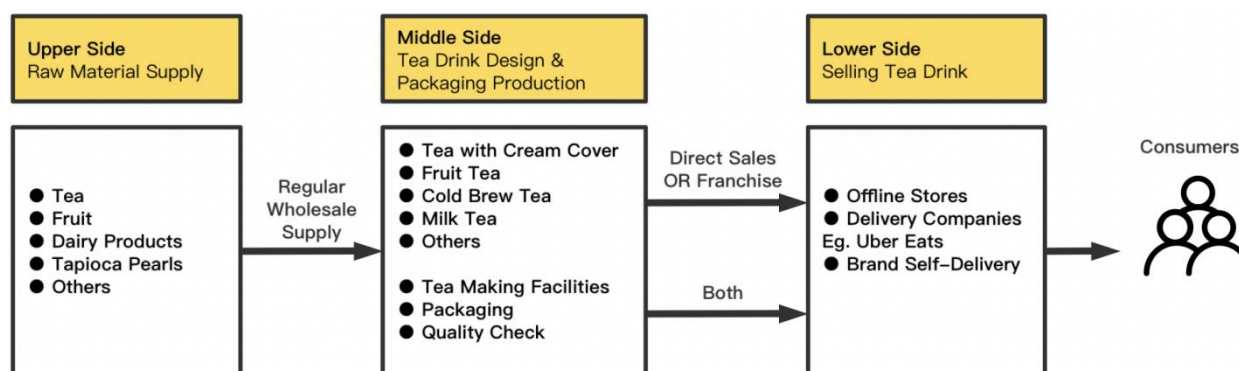 Upper Side
Raw Material Supply
Middle Side
Tea Drink Design &
Packaging Production
Lower Side
Selling Tea Drink
● Tea
● Fruit
● Dairy Products
● Tapioca Pearls
● Others
Regular
Wholesale
Supply
● Tea with Cream Cover
● Fruit Tea
● Cold Brew Tea
● Milk Tea
● Others
● Tea Making Facilities
● Packaging
● Quality Check
Direct Sales
OR Franchise
Both
● Offline Stores
● Delivery Companies
Eg. Uber Eats
● Brand Self-Delivery
Consumers